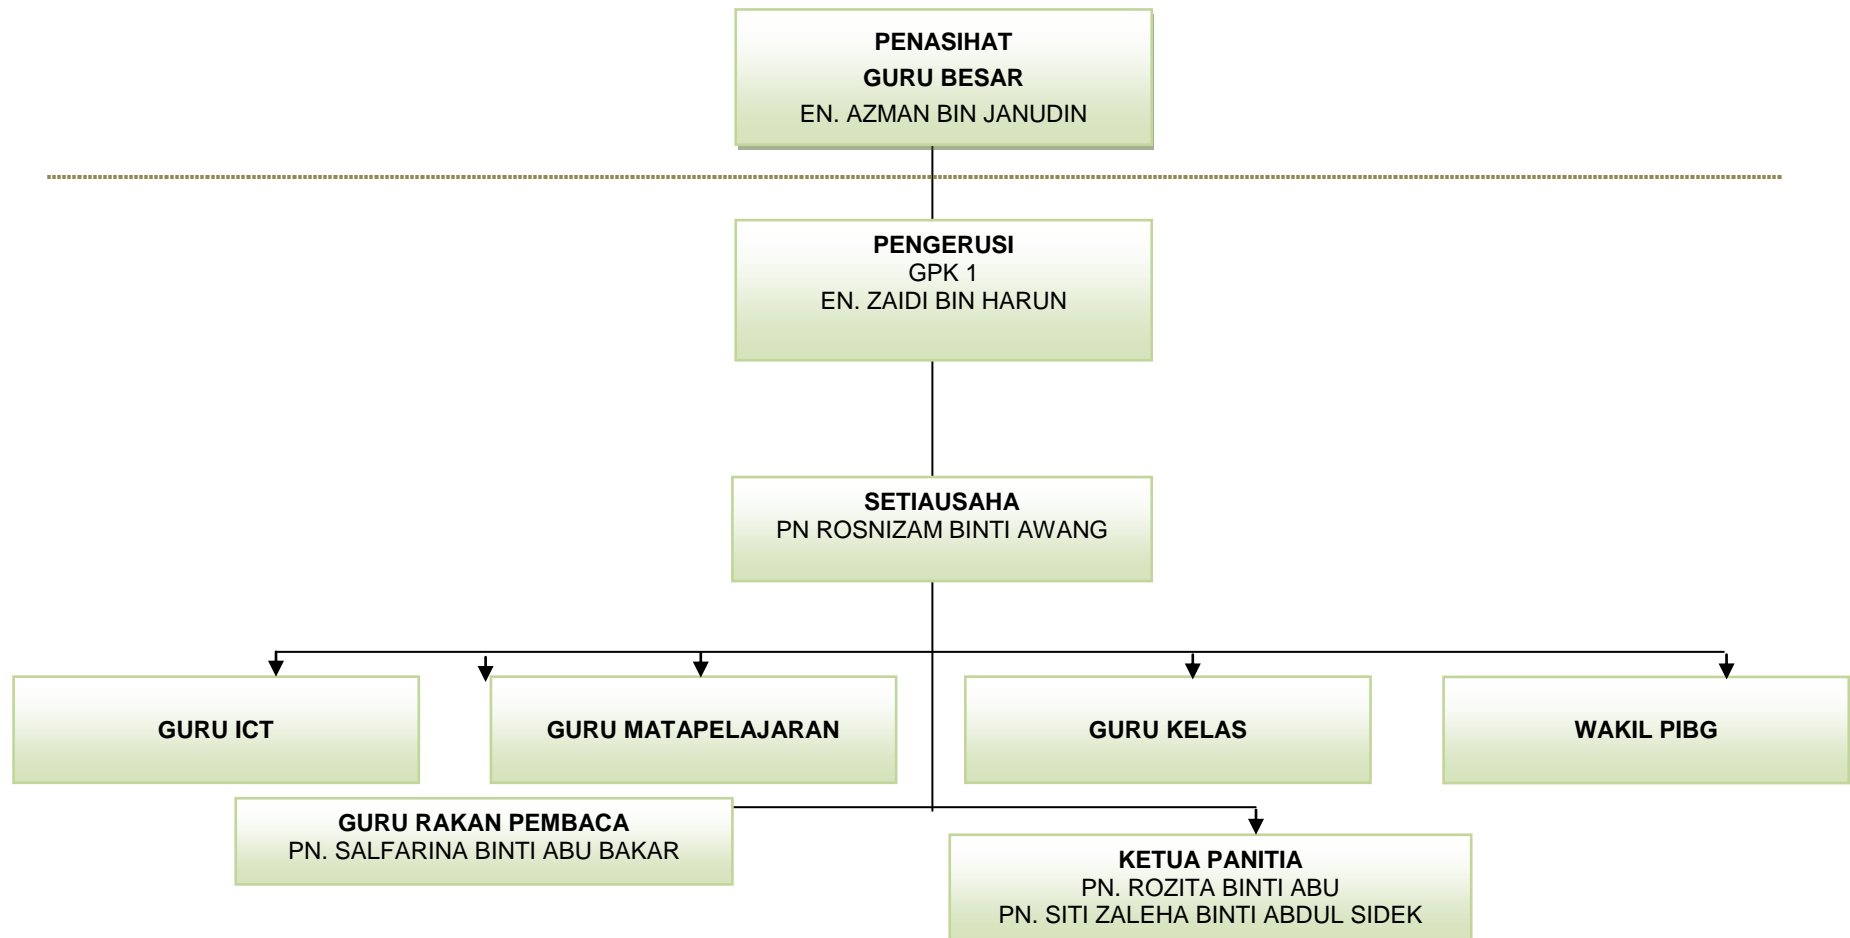 PENASIHAT
GURU BESAR
EN. AZMAN BIN JANUDIN
PENGERUSI
GPK 1
EN. ZAIDI BIN HARUN
SETIAUSAHA
PN ROSNIZAM BINTI AWANG
GURU ICT
GURU MATAPELAJARAN
GURU KELAS
WAKIL PIBG
GURU RAKAN PEMBACA
PN. SALFARINA BINTI ABU BAKAR
KETUA PANITIA
PN. ROZITA BINTI ABU
PN. SITI ZALEHA BINTI ABDUL SIDEK